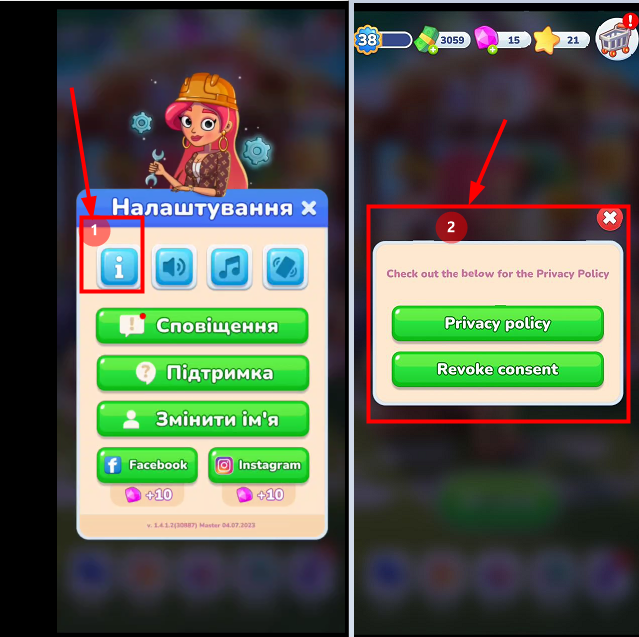 Налаштування
1
Сповіщення
Підтримка
Змінити ім'я
Facebook
Instagram
+10
+10
v. 1.4.1.2(30987) Master 04.07.2023
38
3059
15
21
!
2
Check out the below for the Privacy Policy
Privacy policy
Revoke consent